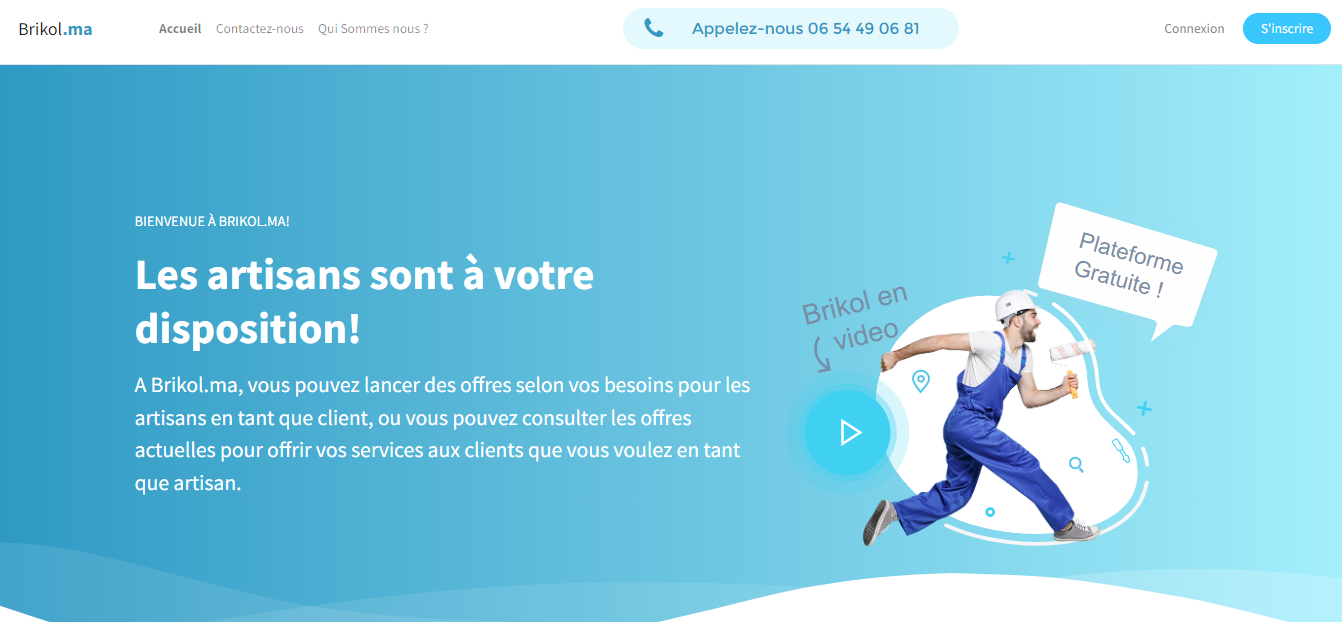 Brikol.ma
Accueil
Contactez-nous
Qui Sommes nous ?
Appelez-nous 06 54 49 06 81
Connexion
S'inscrire
BIENVENUE À BRIKOL.MA!
Les artisans sont à votre
disposition!
A Brikol.ma, vous pouvez lancer des offres selon vos besoins pour les
artisans en tant que client, ou vous pouvez consulter les offres
actuelles pour offrir vos services aux clients que vous voulez en tant
que artisan.
Brikol en
video
Plateforme
Gratuite !